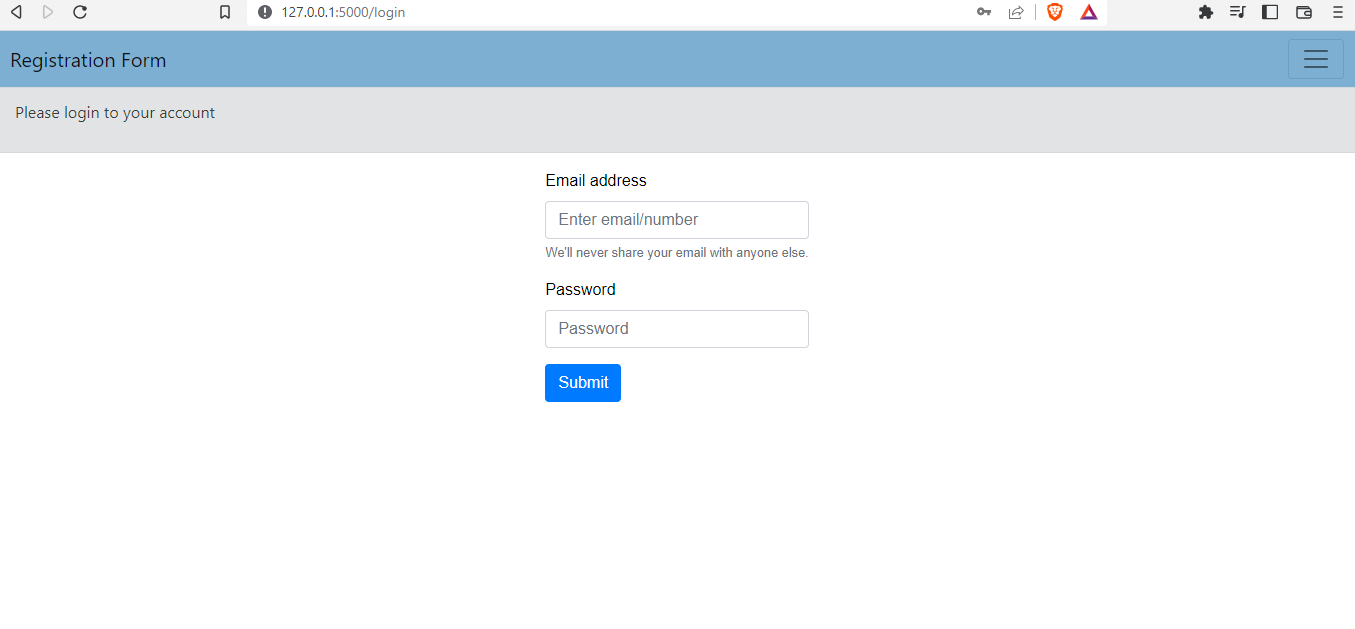 127.0.0.1:5000/login
Registration Form
Please login to your account
Email address
Enter email/number
We'll never share your email with anyone else.
Password
Password
Submit